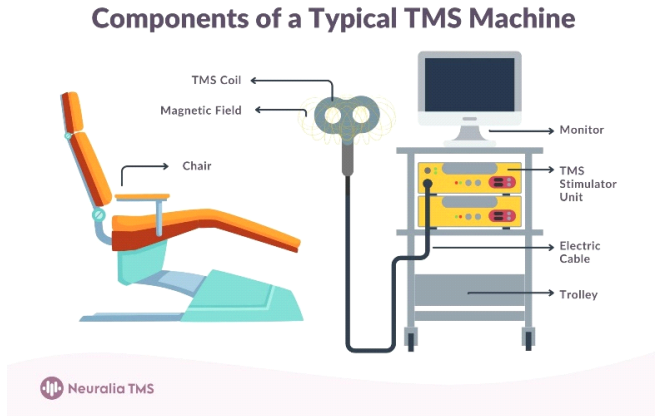 Components of a Typical TMS Machine
TMS Coil
Magnetic Field
Chair
Monitor
TMS
Stimulator
Unit
Electric
Cable
Trolley
Neuralia TMS